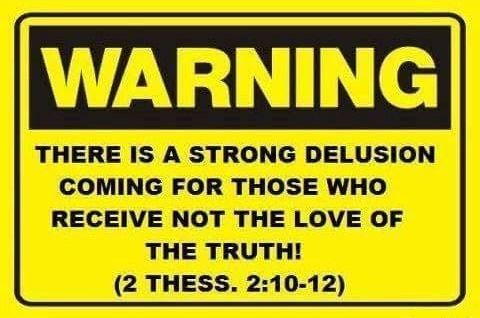 WARNING
THERE IS A STRONG DELUSION
COMING FOR THOSE WHO
RECEIVE NOT THE LOVE OF
THE TRUTH!
(2 THESS. 2:10-12)